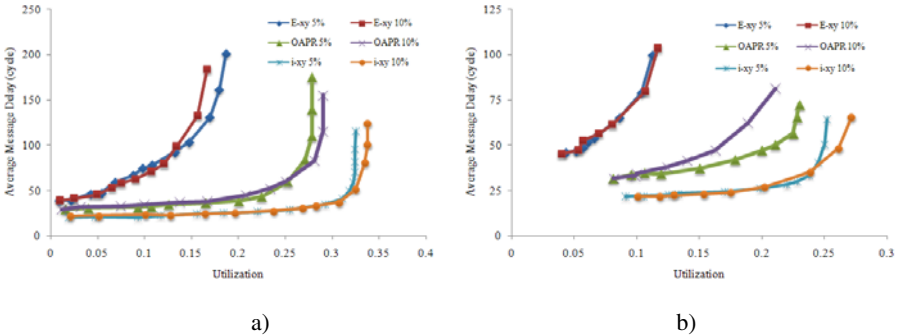 250
200
150
100
50
0
Average Message Delay (cycle)
E-xy 5%
E-xy 10%
OAPR 5%
OAPR 10%
i-xy 5%
i-xy 10%
0
0.05
0.1
0.15
0.2
0.25
0.3
0.35
0.4
Utilization
a)
125
100
75
50
25
0
Average Message Delay (cycle)
E-xy 5%
E-xy 10%
OAPR 5%
OAPR 10%
i-xy 5%
i-xy 10%
0
0.05
0.1
0.15
0.2
0.25
0.3
Utilization
b)